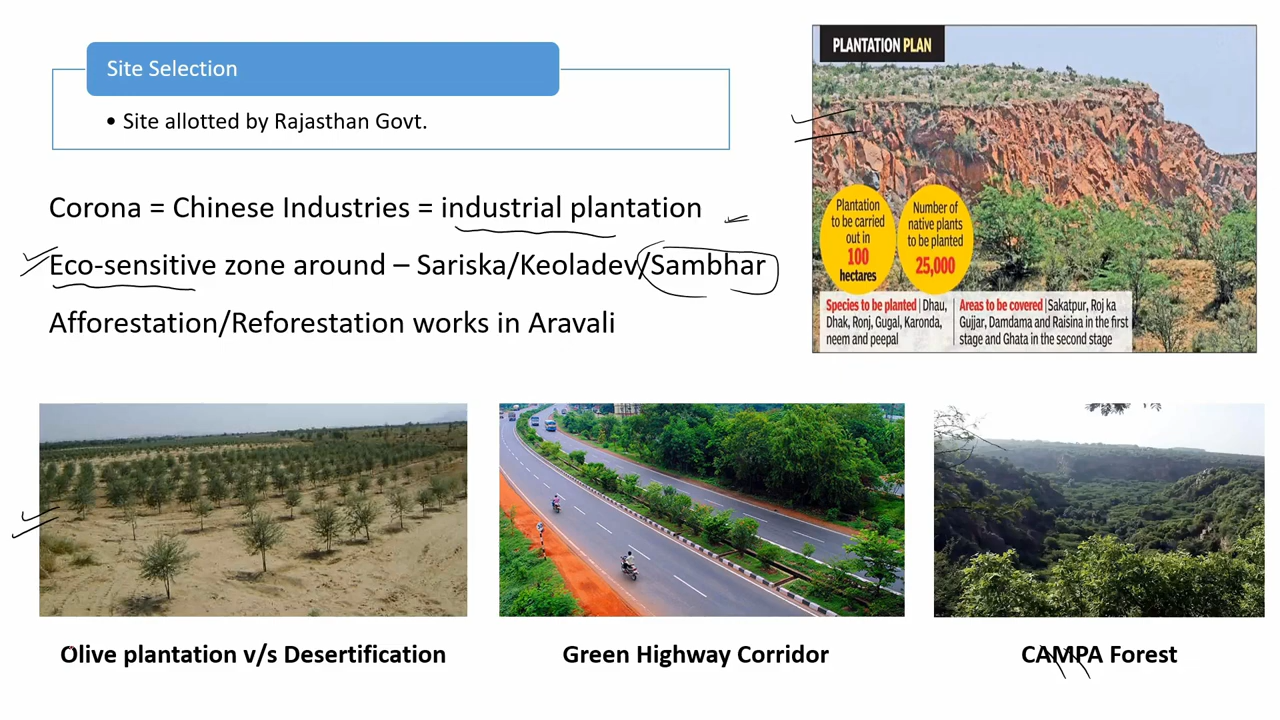 Site Selection
• Site allotted by Rajasthan Govt.
Corona = Chinese Industries = industrial plantation
Eco-sensitive zone around – Sariska/Keoladev/Sambhar
Afforestation/Reforestation works in Aravali
PLANTATION PLAN
Plantation
to be carried
out in
100
hectares
Number of
native plants
to be planted
25,000
Species to be planted | Dhau,
Dhak, Ronj, Gugal, Karonda,
neem and peepal
Areas to be covered | Sakatpur, Roj ka
Gujjar, Damdama and Raisina in the first
stage and Ghata in the second stage
Olive plantation v/s Desertification
Green Highway Corridor
CAMPA Forest